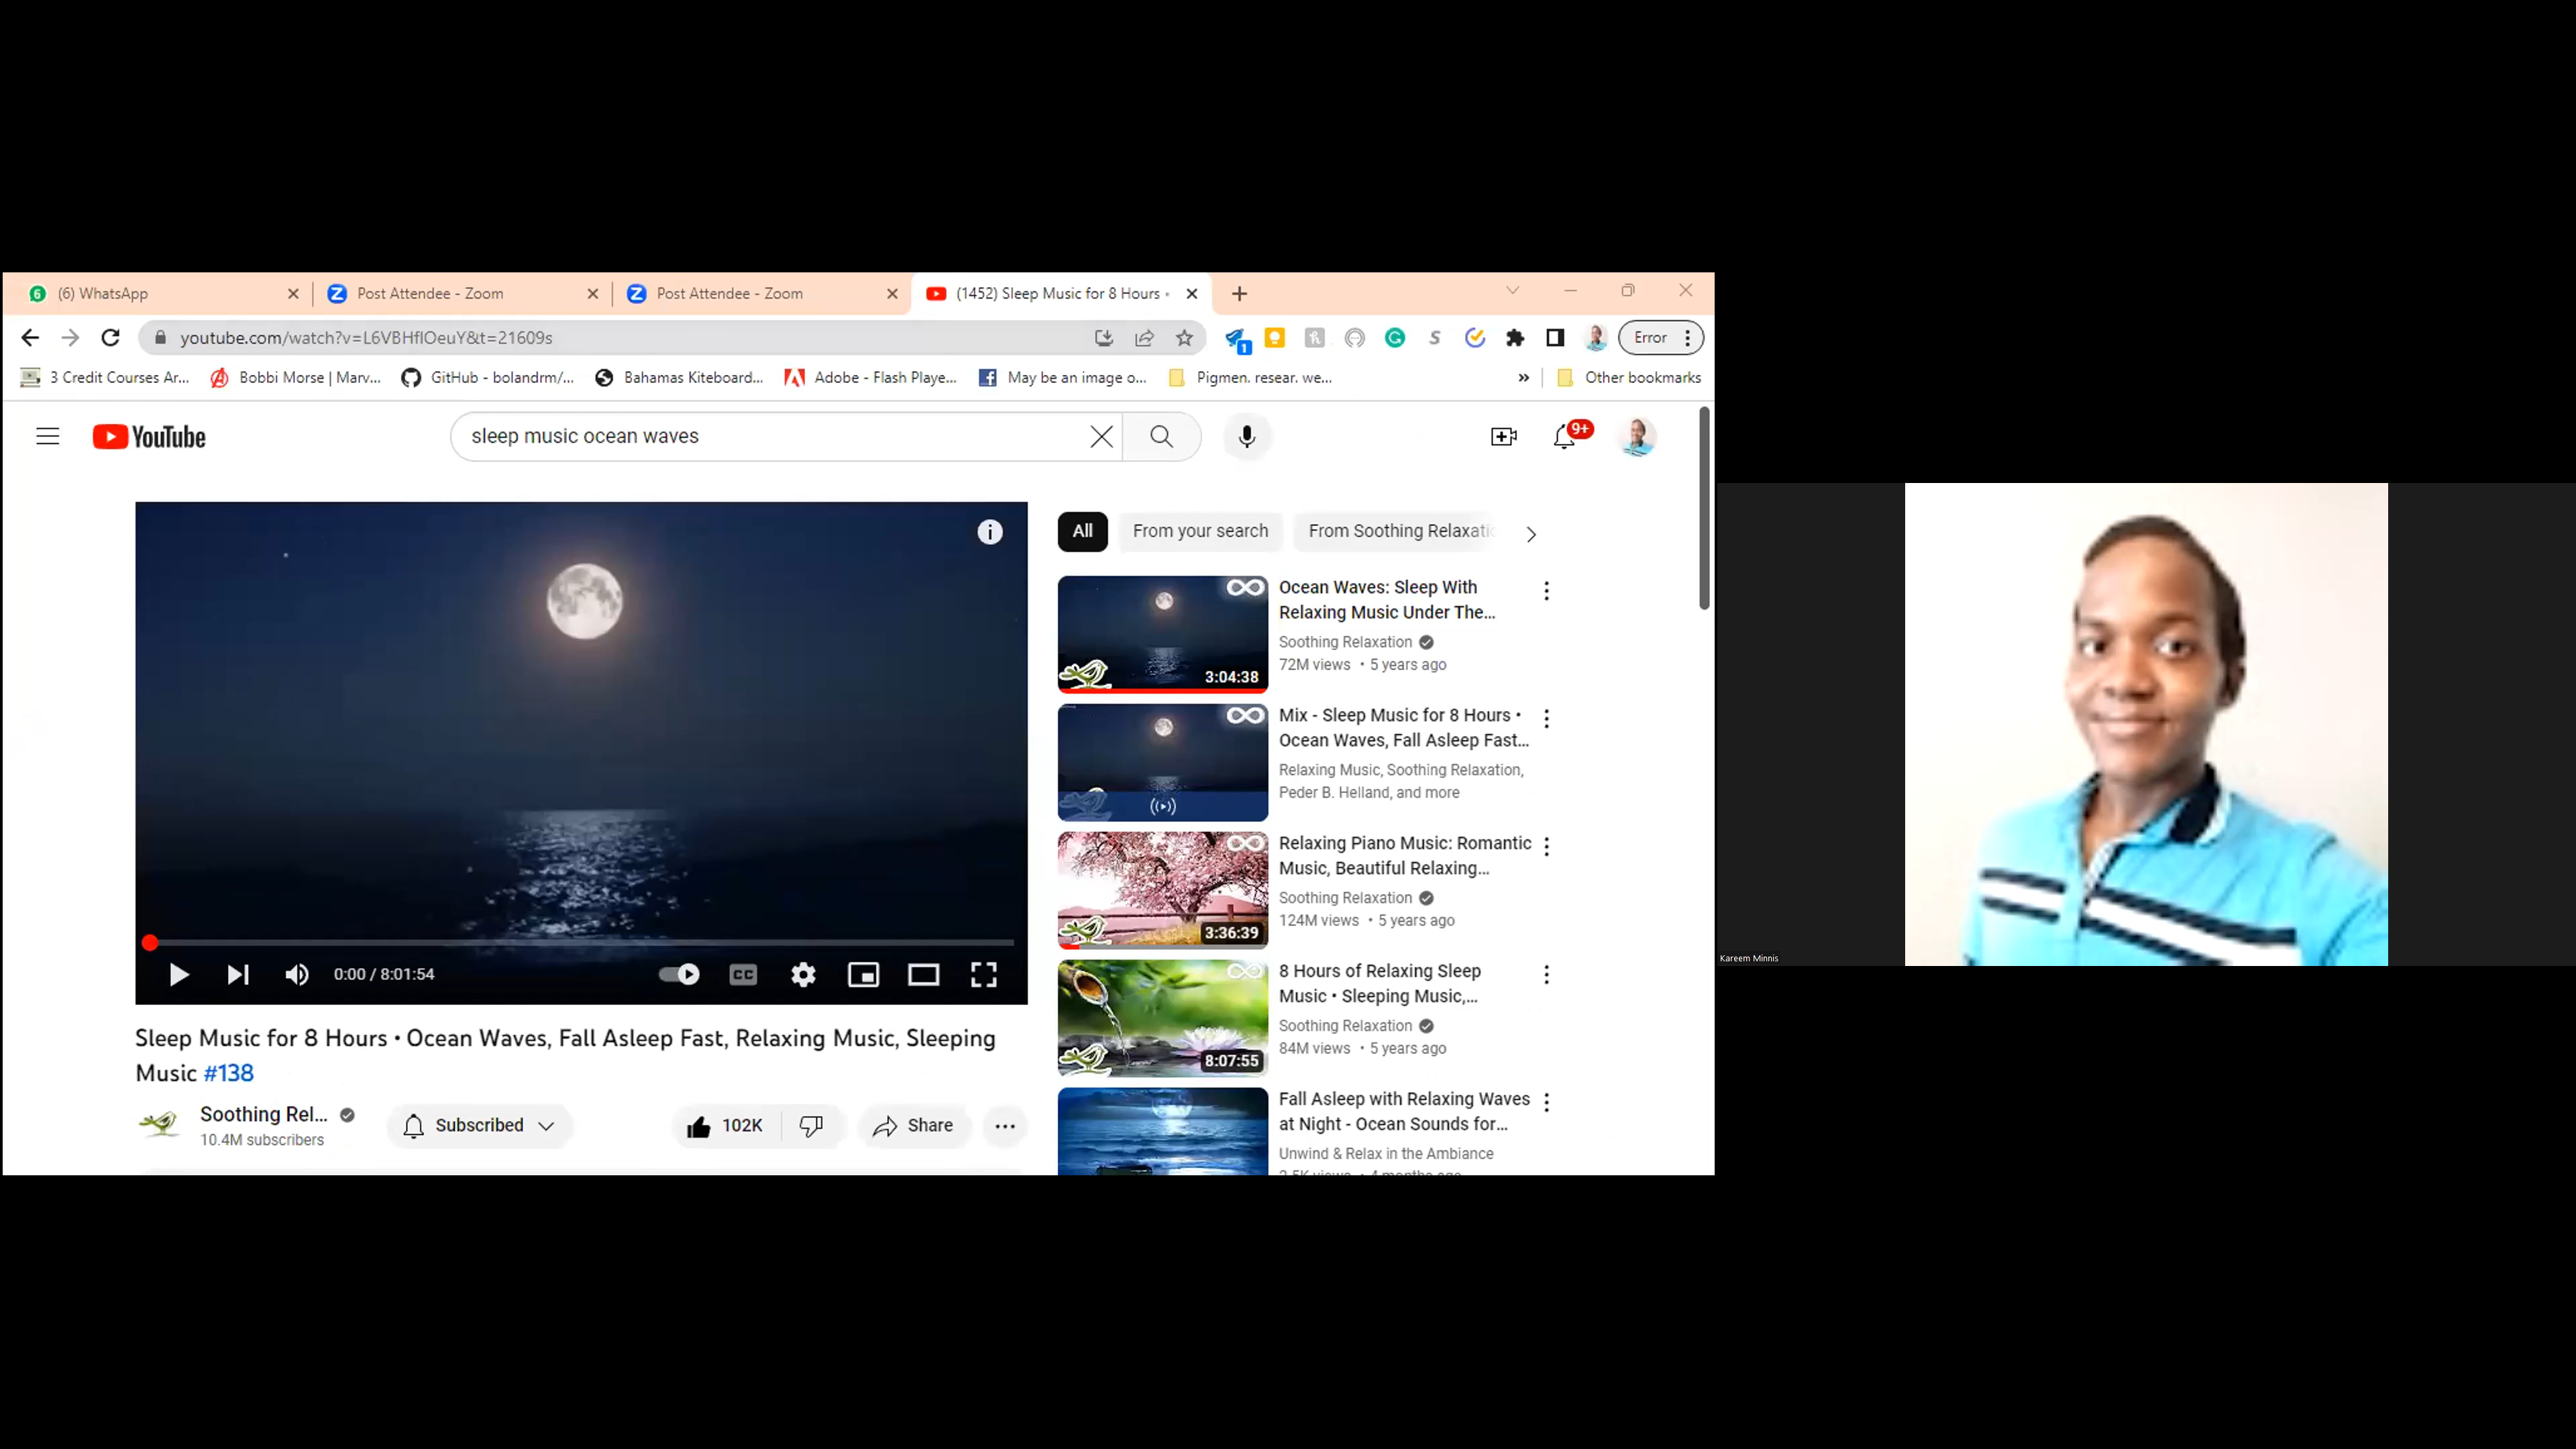 6 (6) WhatsApp
Post Attendee - Zoom
Post Attendee - Zoom
(1452) Sleep Music for 8 Hours •
youtube.com/watch?v=L6VBHflOeuY&t=21609s
1
Error
3 Credit Courses Ar...
Bobbi Morse | Marv...
GitHub - bolandrm/...
Bahamas Kiteboard...
Adobe - Flash Playe...
May be an image o...
Pigmen. resear. we...
»
Other bookmarks
YouTube
sleep music ocean waves
9+
All
From your search
From Soothing Relaxatio
Ocean Waves: Sleep With
Relaxing Music Under The...
Soothing Relaxation
72M views • 5 years ago
3:04:38
Mix - Sleep Music for 8 Hours •
Ocean Waves, Fall Asleep Fast...
Relaxing Music, Soothing Relaxation,
Peder B. Helland, and more
Relaxing Piano Music: Romantic
Music, Beautiful Relaxing...
Soothing Relaxation
124M views • 5 years ago
3:36:39
8 Hours of Relaxing Sleep
Music • Sleeping Music,...
Soothing Relaxation
84M views • 5 years ago
8:07:55
Fall Asleep with Relaxing Waves
at Night - Ocean Sounds for...
Unwind & Relax in the Ambiance
0:00 / 8:01:54
CC
Sleep Music for 8 Hours • Ocean Waves, Fall Asleep Fast, Relaxing Music, Sleeping
Music #138
Soothing Rel...
10.4M subscribers
Subscribed
102K
Share
Kareem Minnis